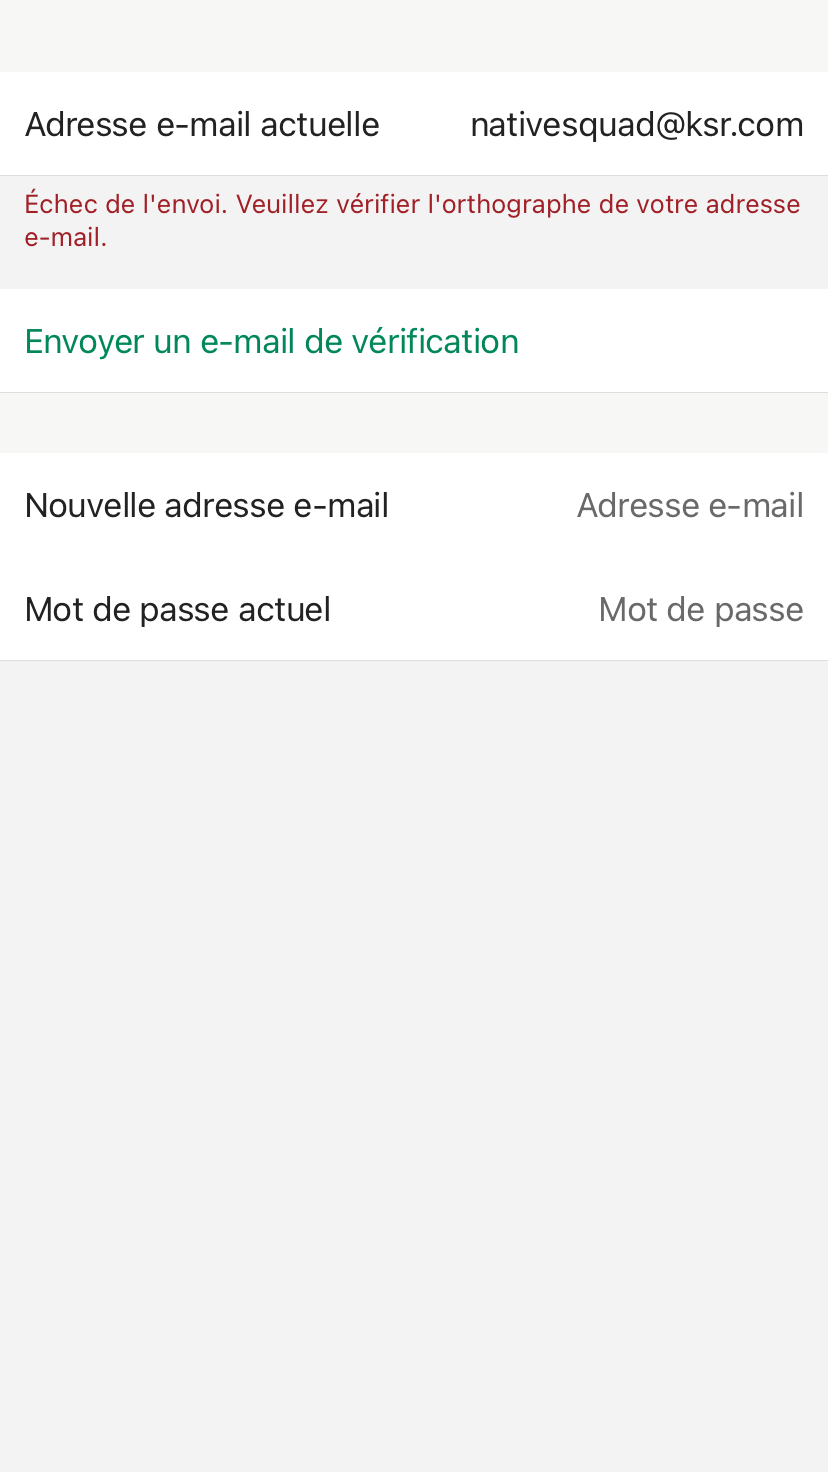 Adresse e-mail actuelle nativesquad@ksr.com
Échec de l'envoi. Veuillez vérifier l'orthographe de votre adresse
e-mail.
Envoyer un e-mail de vérification
Nouvelle adresse e-mail Adresse e-mail
Mot de passe actuel Mot de passe